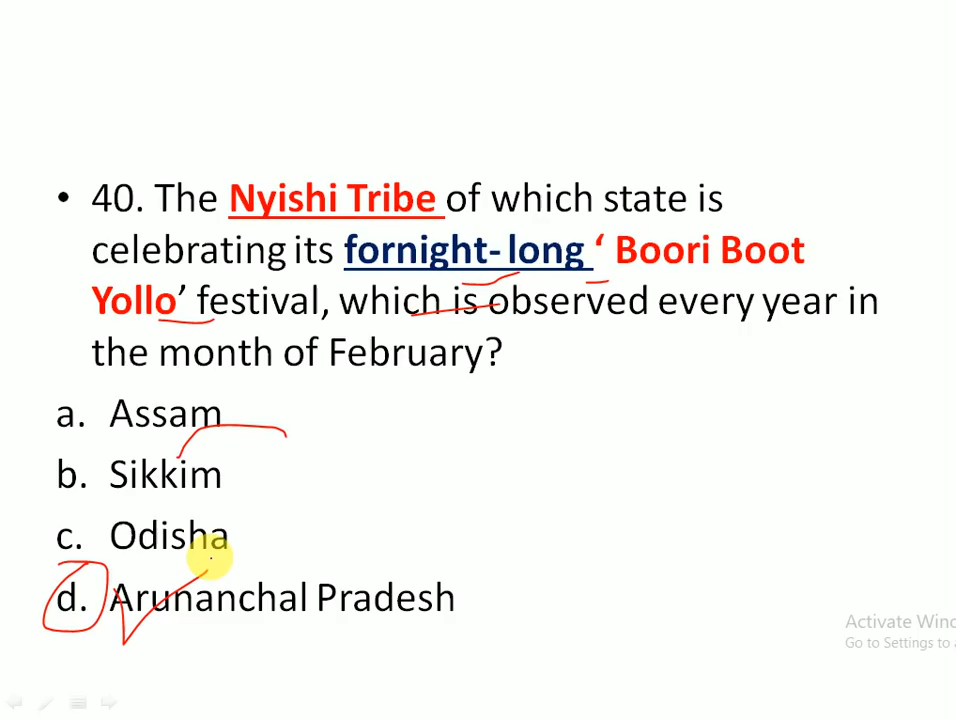 • 40. The Nyishi Tribe of which state is
celebrating its fornight- long ‘ Boori Boot
Yollo’ festival, which is observed every year in
the month of February?
a. Assam
b. Sikkim
c. Odisha
d. Arunanchal Pradesh
Activate Wind
Go to Settings to a